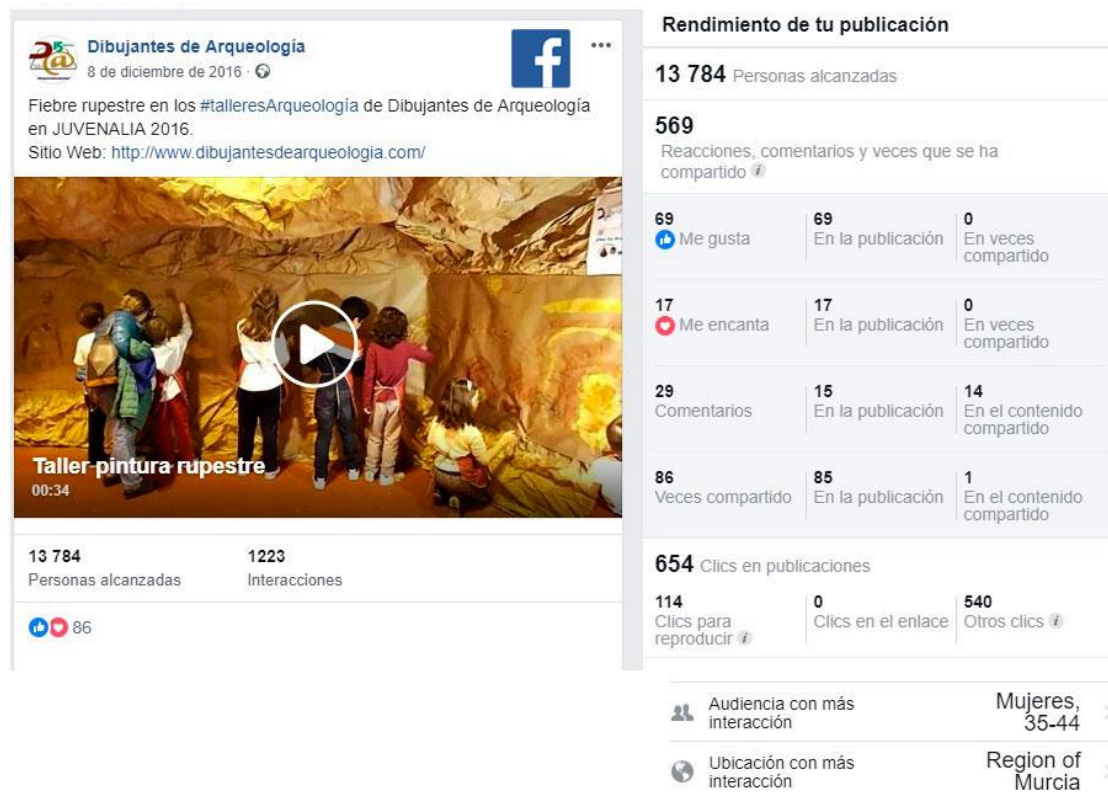 Dibujantes de Arqueología
8 de diciembre de 2016 ·
Fiebre rupestre en los #talleresArqueología de Dibujantes de Arqueología
en JUVENALIA 2016.
Sitio Web: http://www.dibujantesdearqueologia.com/
Taller pintura rupestre
00:34
13 784
Personas alcanzadas
1223
Interacciones
86
Rendimiento de tu publicación
13 784 Personas alcanzadas
569
Reacciones, comentarios y veces que se ha
compartido
69
Me gusta
69
En la publicación
0
En veces
compartido
17
Me encanta
17
En la publicación
0
En veces
compartido
29
Comentarios
15
En la publicación
14
En el contenido
compartido
86
Veces compartido
85
En la publicación
1
En el contenido
compartido
654 Clics en publicaciones
114
Clics para
reproducir
0
Clics en el enlace
540
Otros clics
Audiencia con más
interacción
Mujeres,
35-44
Ubicación con más
interacción
Region of
Murcia